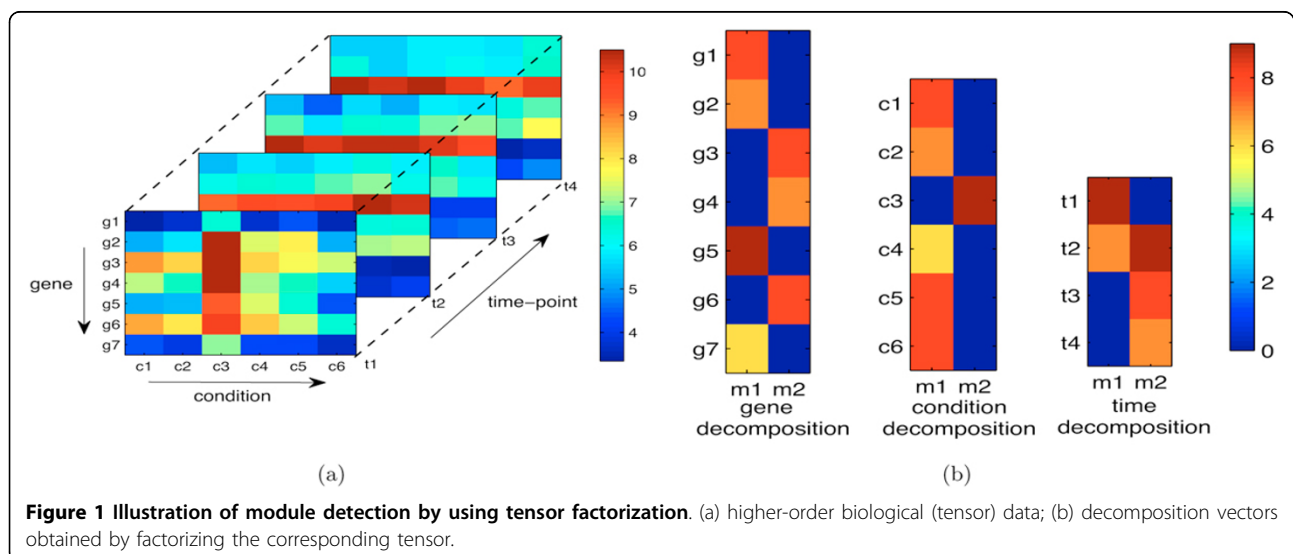 10
9
8
7
6
5
4
g1
g2
g3
g4
g5
g6
g7
gene
c1 c2 c3 c4 c5 c6
condition
t1
t2
t3
t4
time-point
(a)
g1
g2
g3
g4
g5
g6
g7
m1 m2
gene
decomposition
c1
c2
c3
c4
c5
c6
m1 m2
condition
decomposition
t1
t2
t3
t4
m1 m2
time
decomposition
8
6
4
2
0
(b)
Figure 1 Illustration of module detection by using tensor factorization. (a) higher-order biological (tensor) data; (b) decomposition vectors
obtained by factorizing the corresponding tensor.